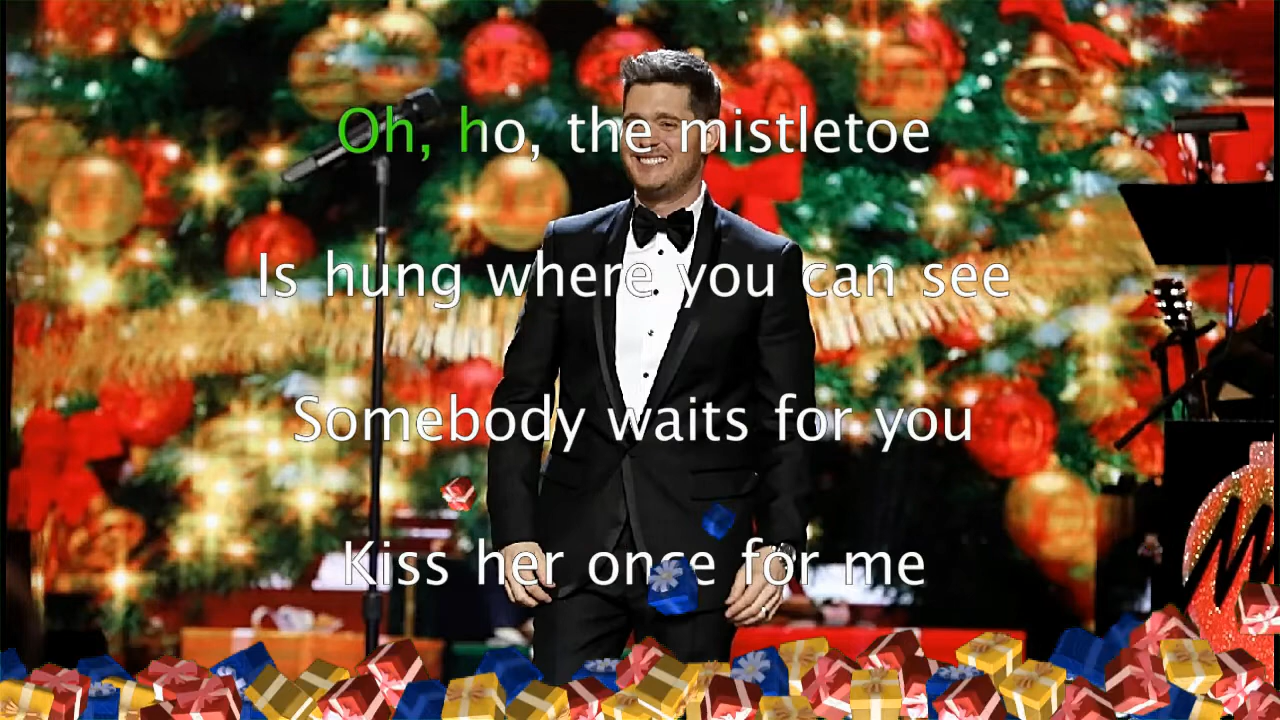 Oh, ho, the mistletoe
Is hung where you can see
Somebody waits for you
Kiss her once for me